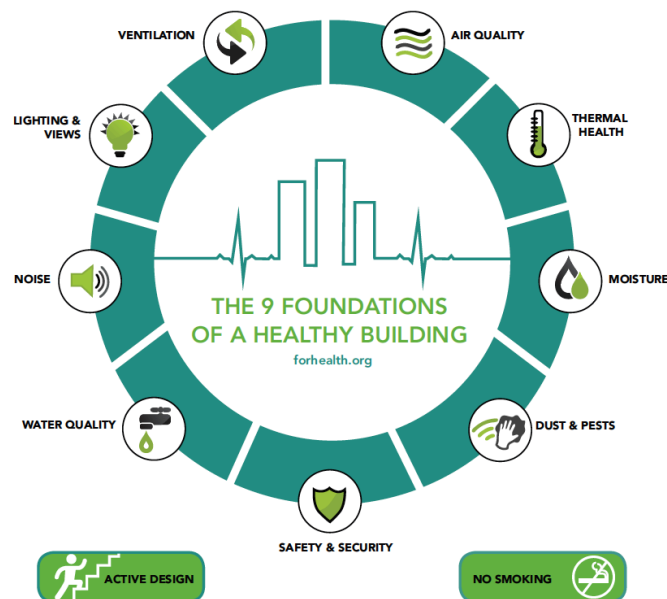 VENTILATION
AIR QUALITY
LIGHTING &
VIEWS
THERMAL
HEALTH
NOISE
MOISTURE
THE 9 FOUNDATIONS
OF A HEALTHY BUILDING
forhealth.org
WATER QUALITY
DUST & PESTS
SAFETY & SECURITY
ACTIVE DESIGN
NO SMOKING